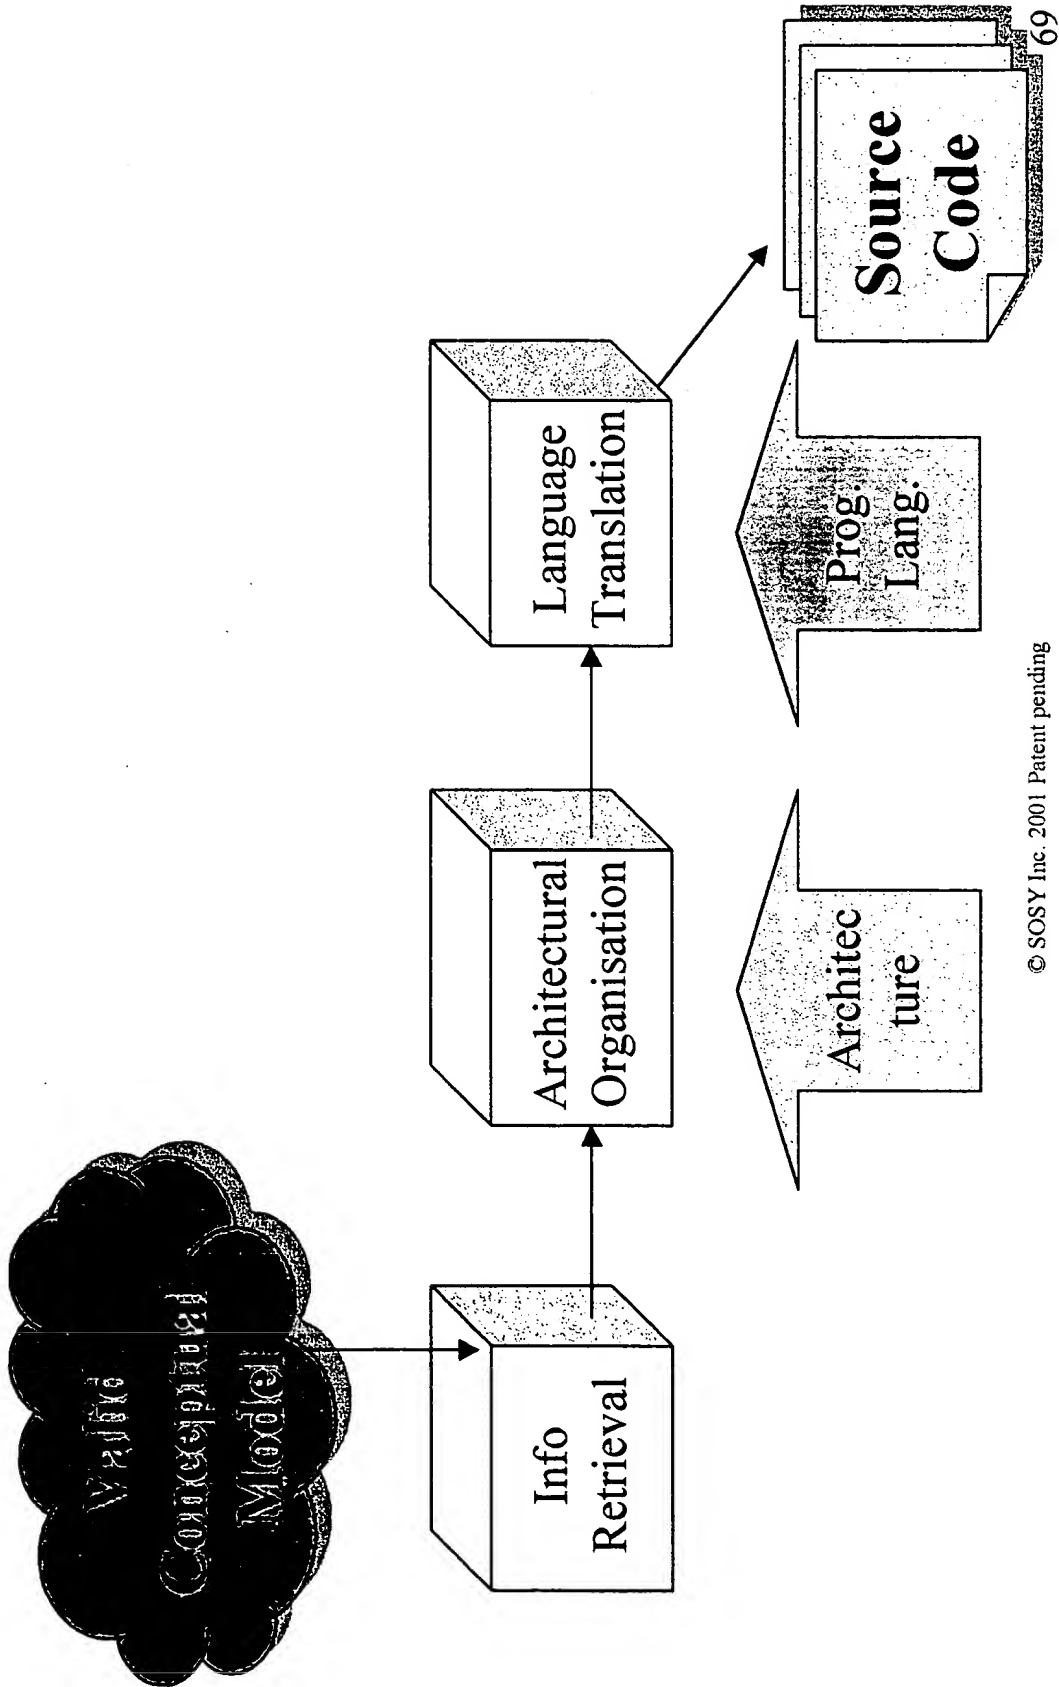 Valid
Conceptual
Model
Info
Retrieval
Architectural
Organisation
Language
Translation
Architec
ture
Prog.
Lang.
Source
Code
© SOSY Inc. 2001 Patent pending
69